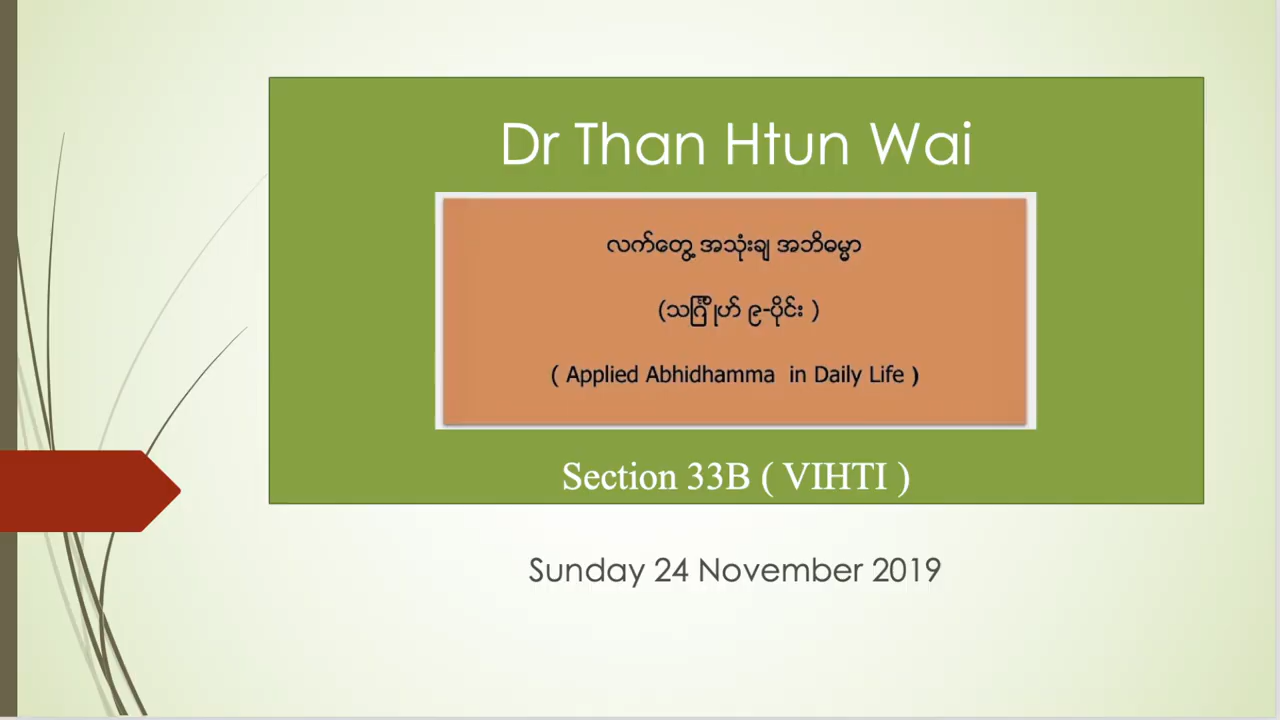 Dr Than Htun Wai
လက်တွေ့ အသုံးချ အဘိဓမ္မာ
(သင်္ဂြိုဟ် ၉-ပိုင်း )
( Applied Abhidhamma in Daily Life )
Section 33B ( VIHTI )
Sunday 24 November 2019